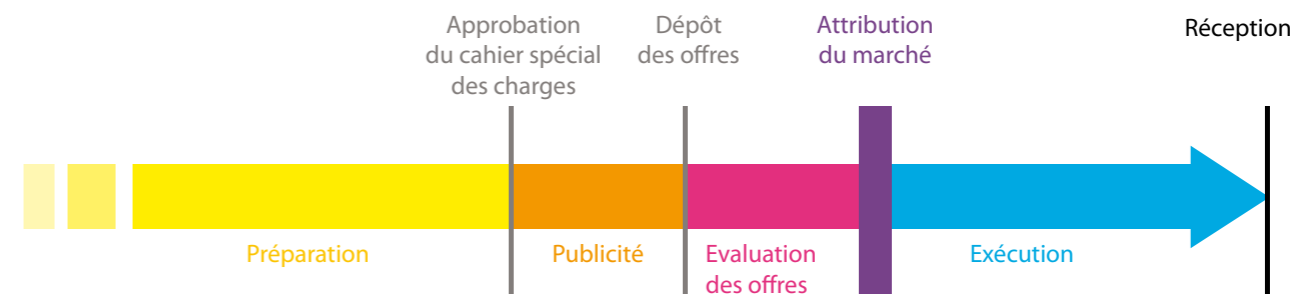 Approbation
du cahier spécial
des charges
Dépôt
des offres
Attribution
du marché
Réception
Préparation
Publicité
Evaluation
des offres
Exécution